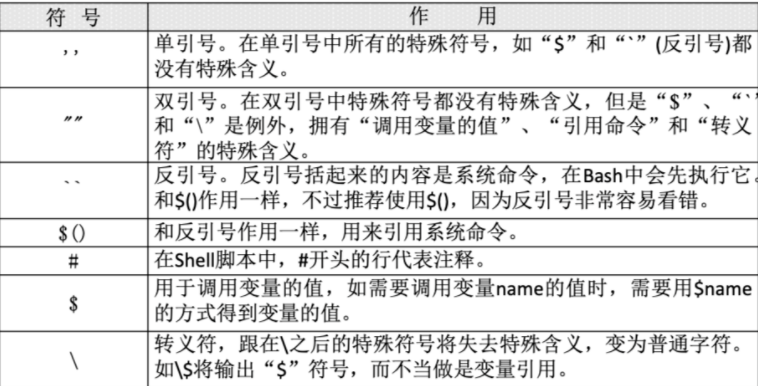 符 号 作 用
' ' 单引号。在单引号中所有的特殊符号，如“$”和“`”(反引号)都
没有特殊含义。
"" 双引号。在双引号中特殊符号都没有特殊含义，但是“$”、“`”
和“\”是例外，拥有“调用变量的值”、“引用命令”和“转义
符”的特殊含义。
`` 反引号。反引号括起来的内容是系统命令，在Bash中会先执行它。
和$()作用一样，不过推荐使用$()，因为反引号非常容易看错。
$() 和反引号作用一样，用来引用系统命令。
# 在Shell脚本中，#开头的行代表注释。
$ 用于调用变量的值，如需要调用变量name的值时，需要用$name
的方式得到变量的值。
\ 转义符，跟在\之后的特殊符号将失去特殊含义，变为普通字符。
如\$将输出“$”符号，而不当做是变量引用。